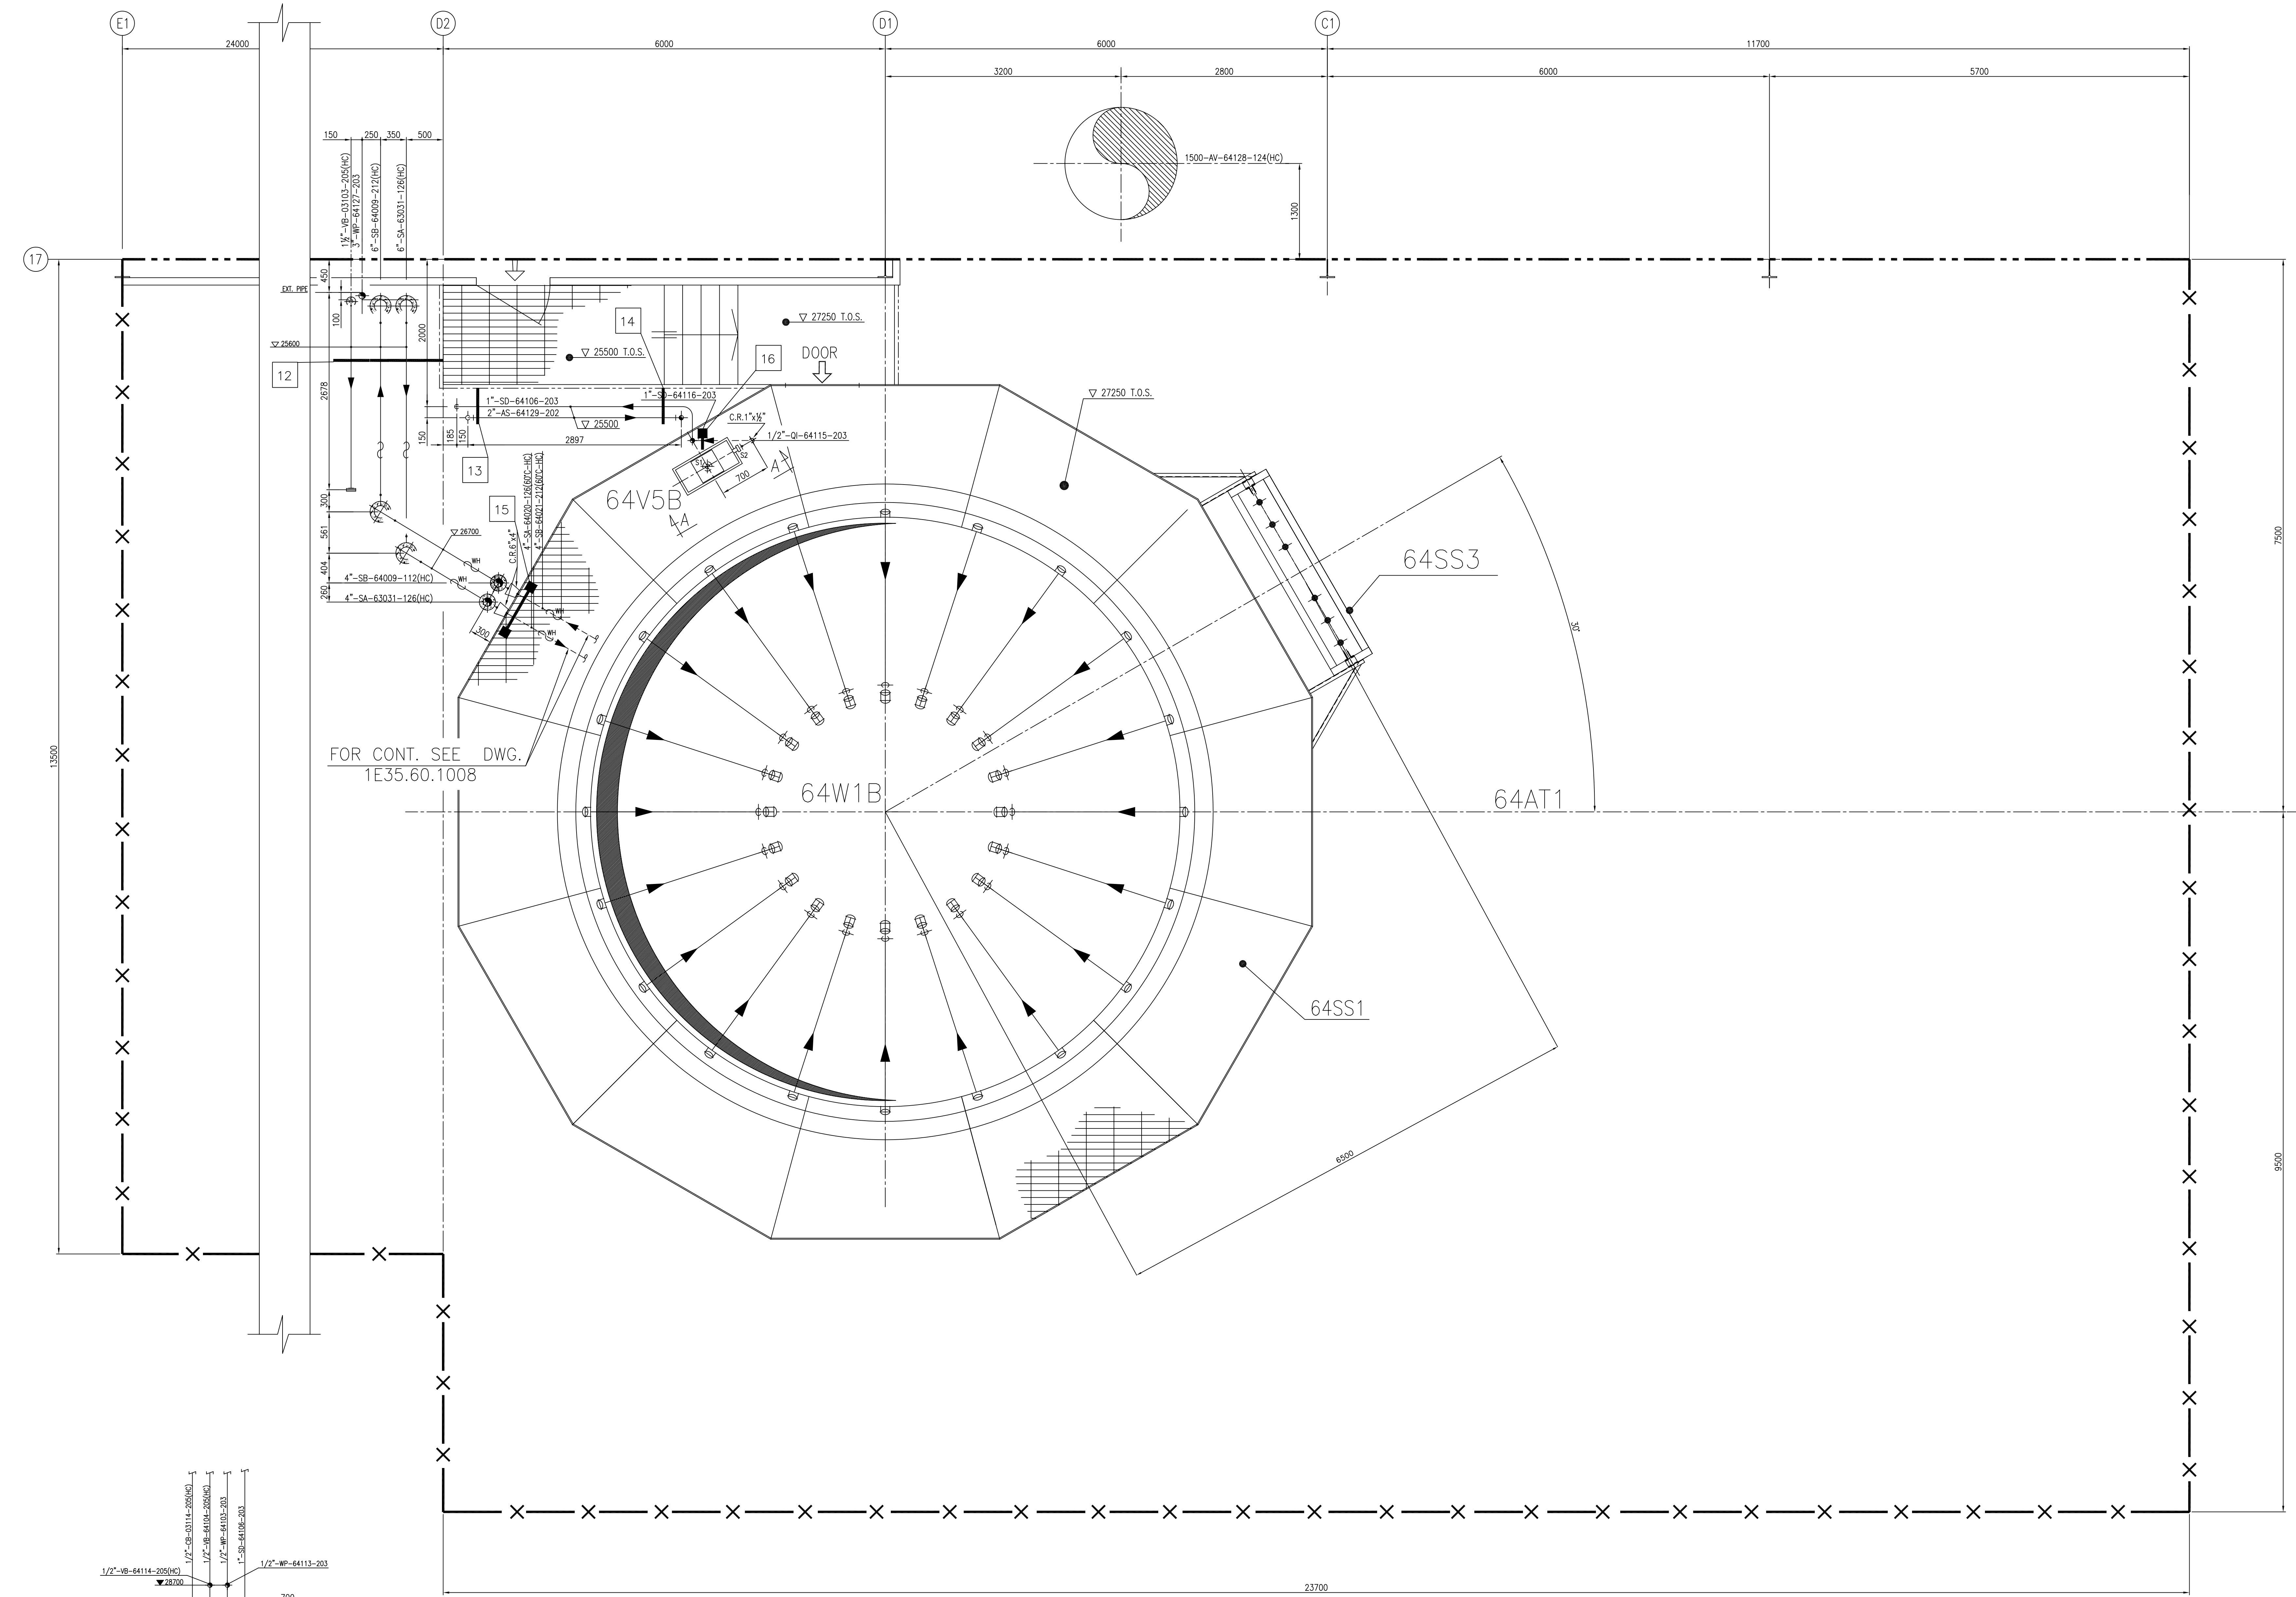 E1
D2
D1
C1
24000
6000
6000
11700
3200
2800
6000
5700
150
250
350
500
1½"-VB-03103-205(HC)
3"-WP-64127-203
6"-SB-64009-212(HC)
6"-SA-63031-126(HC)
1500-AV-64128-124(HC)
1300
17
450
EXT. PIPE
100
2000
14
27250 T.O.S.
16
25600
25500 T.O.S.
DOOR
12
2678
27250 T.O.S.
1"-SD-64106-203
1"-SD-64116-203
2"-AS-64129-202
C.R.1"x½"
25500
1/2"-QI-64115-203
150
185
150
2897
13
S1
S2
A
700
64V5B
A
15
4"-SA-64020-126(60°C-HC)
4"-SB-64021-212(60°C-HC)
C.R.6"x4"
300
561
404
260
26700
WH
WH
4"-SB-64009-112(HC)
4"-SA-63031-126(HC)
WH
WH
300
64SS3
30°
7500
13500
FOR CONT. SEE DWG.
1E35.60.1008
64W1B
64AT1
64SS1
6500
9500
1/2"-CB-03114-205(HC)
1/2"-VB-64104-205(HC)
1/2"-WP-64103-203
1"-SD-64106-203
1/2"-VB-64114-205(HC)
1/2"-WP-64113-203
28700
700
23700